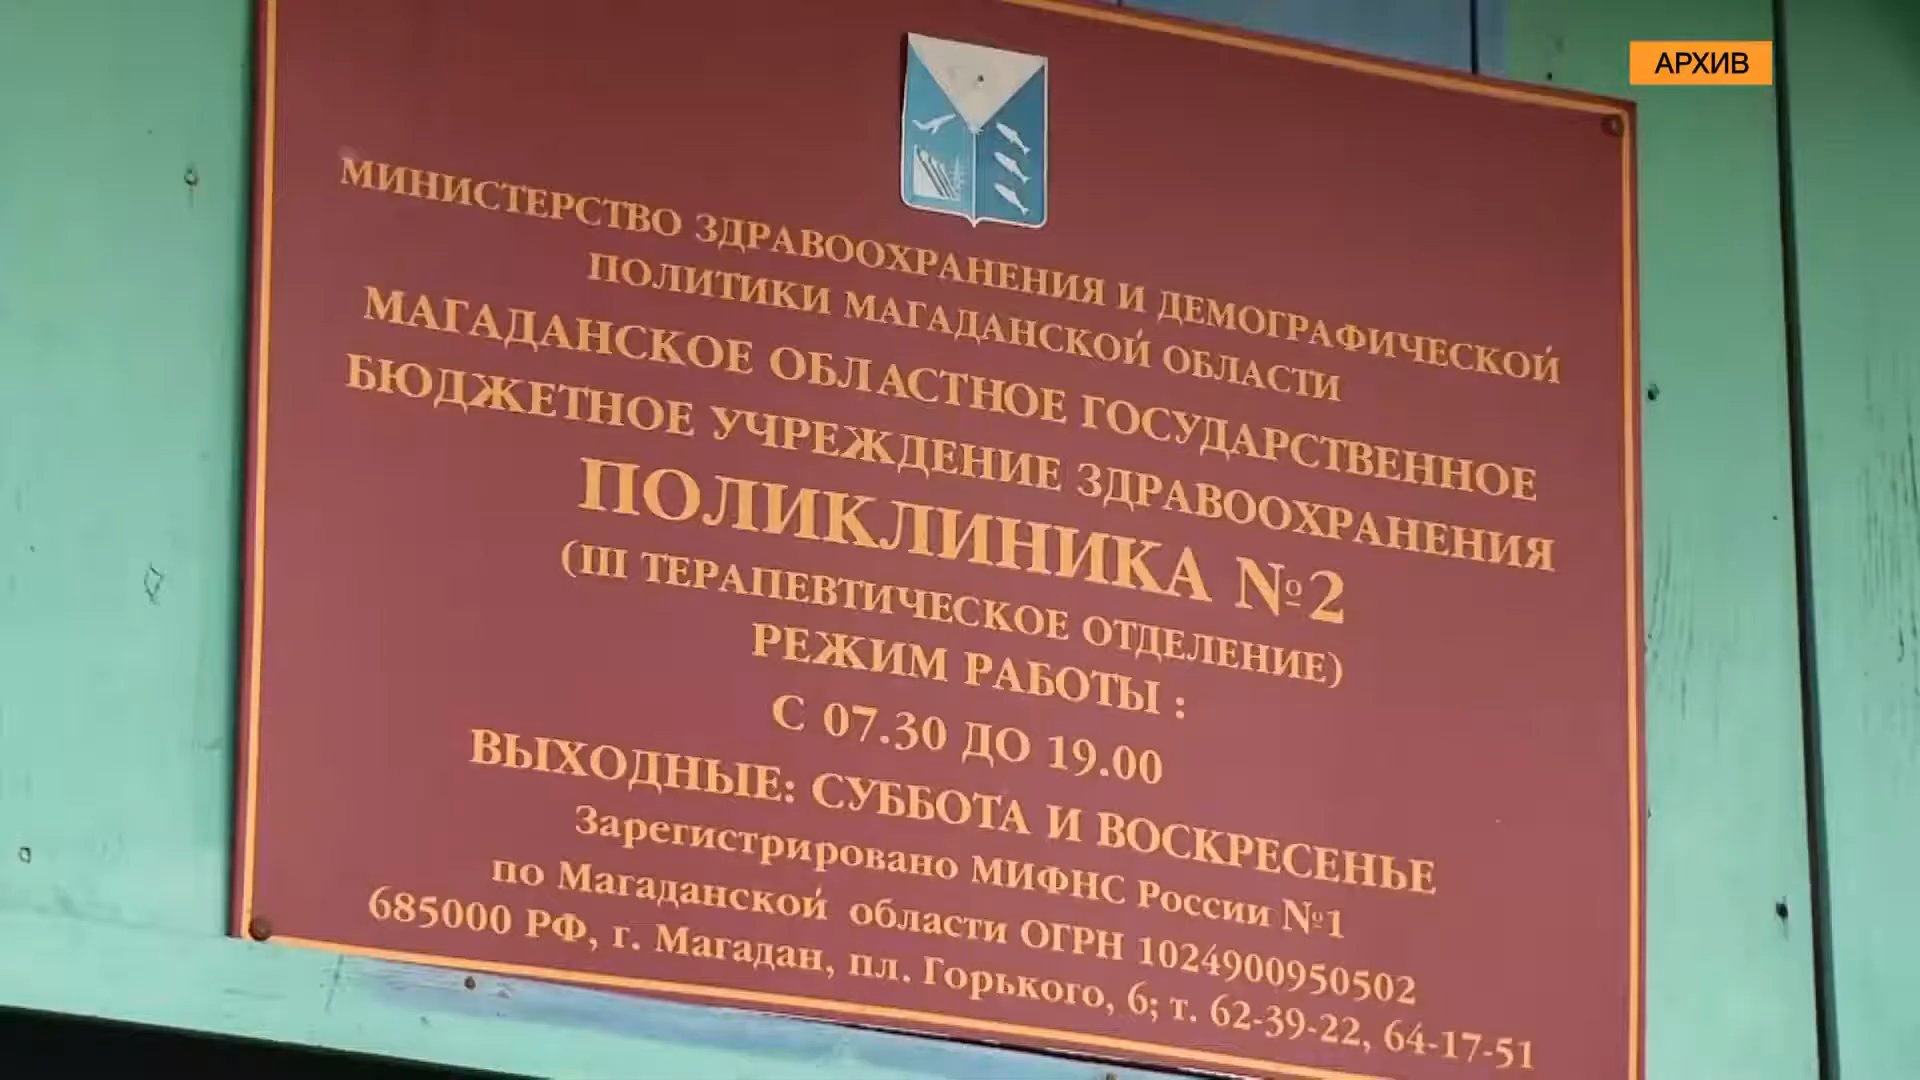 АРХИВ
МИНИСТЕРСТВО ЗДРАВООХРАНЕНИЯ И ДЕМОГРАФИЧЕСКОЙ
ПОЛИТИКИ МАГАДАНСКОЙ ОБЛАСТИ
МАГАДАНСКОЕ ОБЛАСТНОЕ ГОСУДАРСТВЕННОЕ
БЮДЖЕТНОЕ УЧРЕЖДЕНИЕ ЗДРАВООХРАНЕНИЯ
ПОЛИКЛИНИКА №2
(III ТЕРАПЕВТИЧЕСКОЕ ОТДЕЛЕНИЕ)
РЕЖИМ РАБОТЫ :
С 07.30 ДО 19.00
ВЫХОДНЫЕ: СУББОТА И ВОСКРЕСЕНЬЕ
Зарегистрировано МИФНС России №1
по Магаданской области ОГРН 1024900950502
685000 РФ, г. Магадан, пл. Горького, 6; т. 62-39-22, 64-17-51